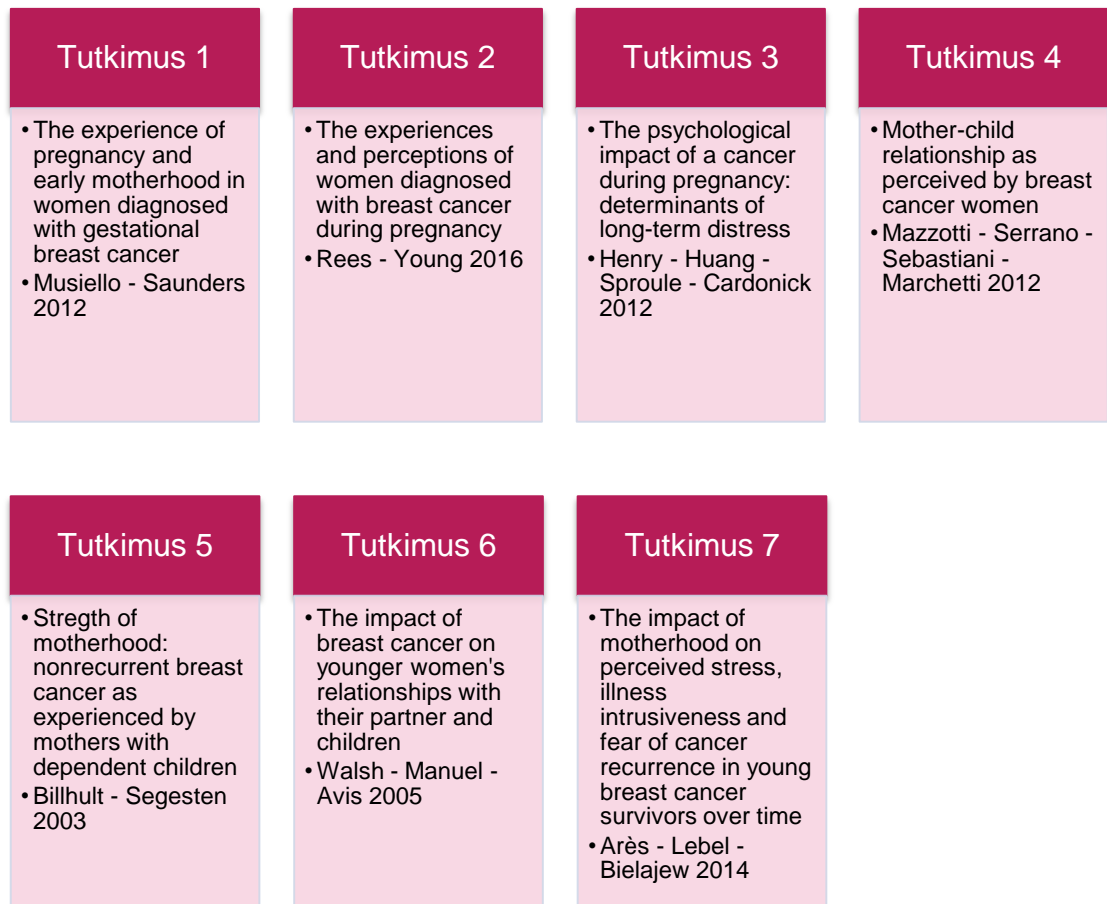 Tutkimus 1
• The experience of
pregnancy and
early motherhood in
women diagnosed
with gestational
breast cancer
• Musiello - Saunders
2012
Tutkimus 2
• The experiences
and perceptions of
women diagnosed
with breast cancer
during pregnancy
• Rees - Young 2016
Tutkimus 3
• The psychological
impact of a cancer
during pregnancy:
determinants of
long-term distress
• Henry - Huang -
Sproule - Cardonick
2012
Tutkimus 4
• Mother-child
relationship as
perceived by breast
cancer women
• Mazzotti - Serrano -
Sebastiani -
Marchetti 2012
Tutkimus 5
• Stregth of
motherhood:
nonrecurrent breast
cancer as
experienced by
mothers with
dependent children
• Billhult - Segesten
2003
Tutkimus 6
• The impact of
breast cancer on
younger women's
relationships with
their partner and
children
• Walsh - Manuel -
Avis 2005
Tutkimus 7
• The impact of
motherhood on
perceived stress,
illness
intrusiveness and
fear of cancer
recurrence in young
breast cancer
survivors over time
• Arès - Lebel -
Bielajew 2014